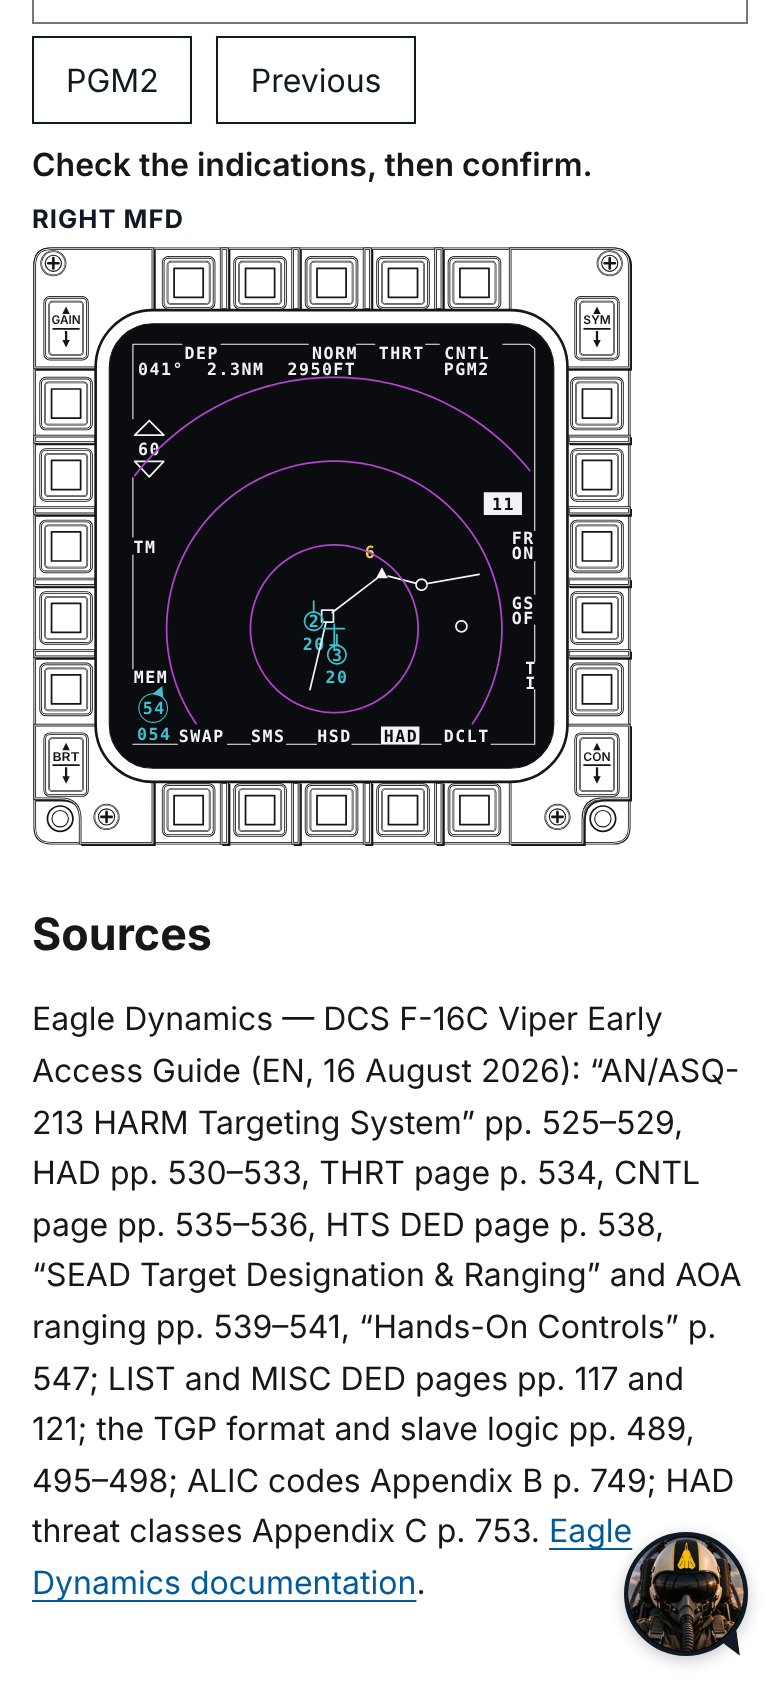 PGM2
Previous
Check the indications, then confirm.
RIGHT MFD
GAIN
SYM
DEP NORM THRT CNTL
041° 2.3NM 2950FT PGM2
60
11
TM
6
FR
ON
GS
OF
2
20
3
20
T
I
MEM
54
054 SWAP SMS HSD HAD DCLT
BRT
CON
Sources
Eagle Dynamics — DCS F-16C Viper Early
Access Guide (EN, 16 August 2026): “AN/ASQ-
213 HARM Targeting System” pp. 525–529,
HAD pp. 530–533, THRT page p. 534, CNTL
page pp. 535–536, HTS DED page p. 538,
“SEAD Target Designation & Ranging” and AOA
ranging pp. 539–541, “Hands-On Controls” p.
547; LIST and MISC DED pages pp. 117 and
121; the TGP format and slave logic pp. 489,
495–498; ALIC codes Appendix B p. 749; HAD
threat classes Appendix C p. 753. Eagle
Dynamics documentation.